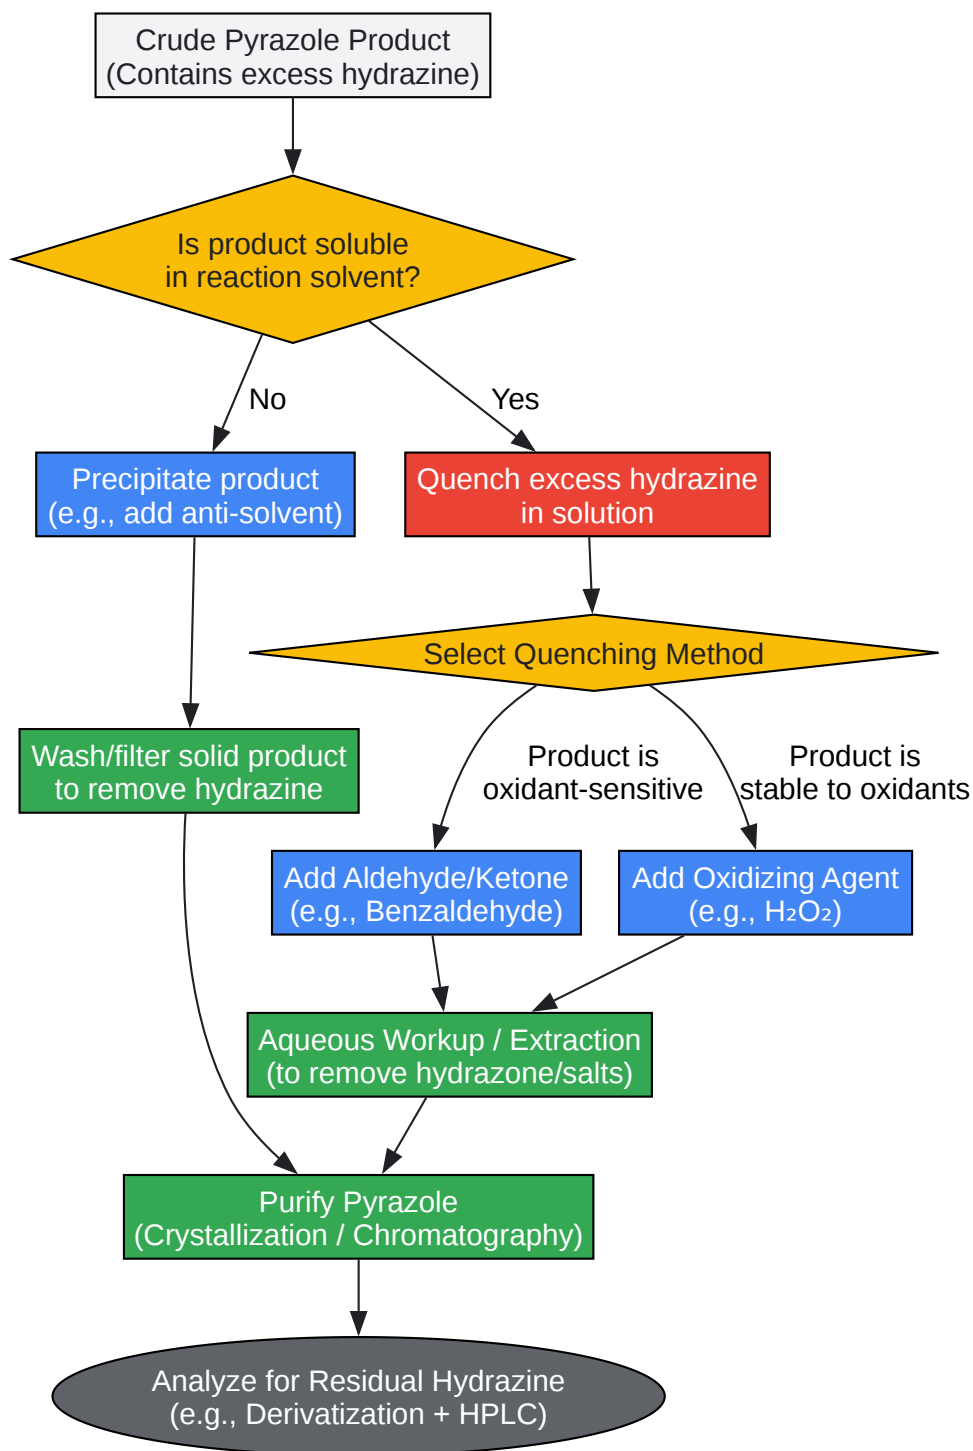 Crude Pyrazole Product
(Contains excess hydrazine)
Is product soluble
in reaction solvent?
No
Yes
Precipitate product
(e.g., add anti-solvent)
Quench excess hydrazine
in solution
Select Quenching Method
Wash/filter solid product
to remove hydrazine
Product is
oxidant-sensitive
Product is
stable to oxidants
Add Aldehyde/Ketone
(e.g., Benzaldehyde)
Add Oxidizing Agent
(e.g., H₂O₂)
Aqueous Workup / Extraction
(to remove hydrazone/salts)
Purify Pyrazole
(Crystallization / Chromatography)
Analyze for Residual Hydrazine
(e.g., Derivatization + HPLC)